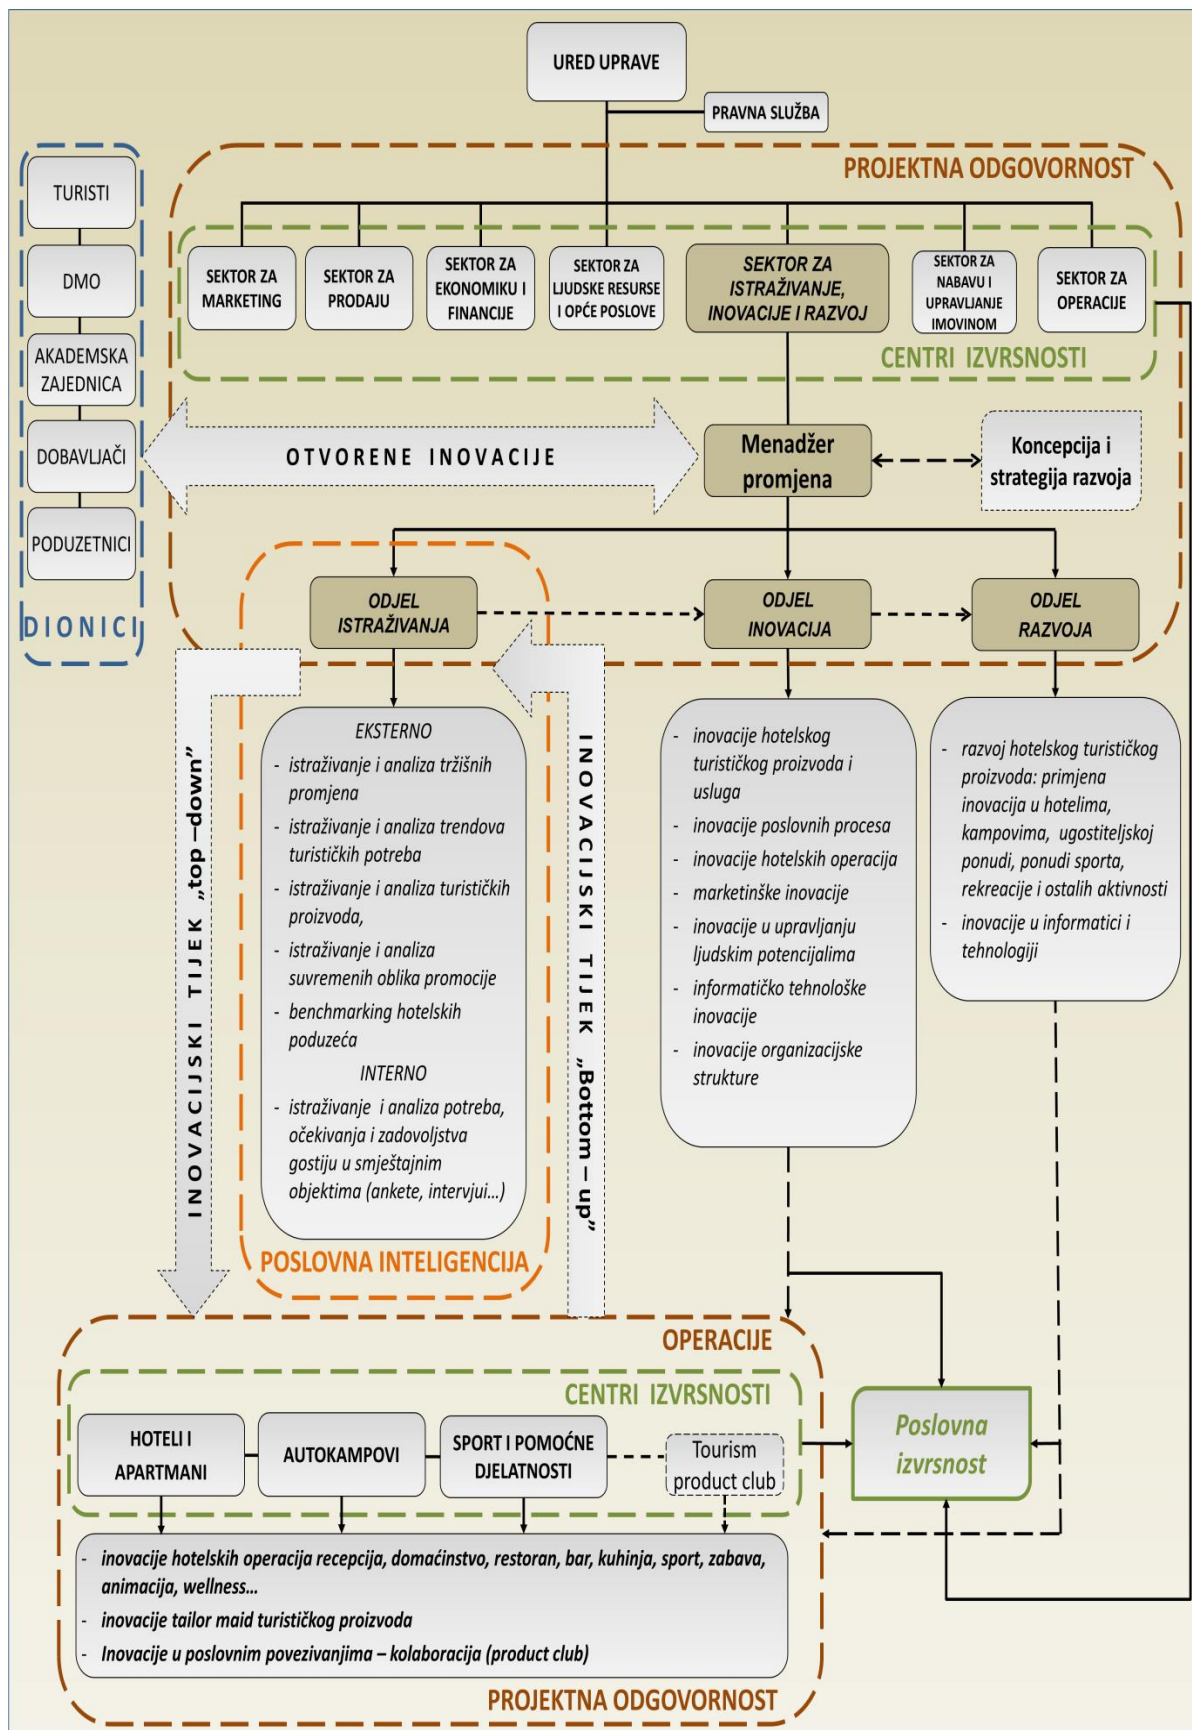 URED UPRAVE
PRAVNA SLUŽBA
PROJEKTNA ODGOVORNOST
TURISTI
DMO
AKADEMSKA
ZAJEDNICA
DOBAVLJAČI
PODUZETNICI
DIONICI
SEKTOR ZA
MARKETING
SEKTOR ZA
PRODAJU
SEKTOR ZA
EKONOMIKU I
FINANCIJE
SEKTOR ZA
LJUDSKE RESURSE
I OPĆE POSLOVE
SEKTOR ZA
ISTRAŽIVANJE,
INOVACIJE I RAZVOJ
SEKTOR ZA
NABAVU I
UPRAVLJANJE
IMOVINOM
SEKTOR ZA
OPERACIJE
CENTRI IZVRSNOSTI
OTVORENE INOVACIJE
Menadžer
promjena
Koncepcija i
strategija razvoja
ODJEL
ISTRAŽIVANJA
ODJEL
INOVACIJA
ODJEL
RAZVOJA
INOVACIJSKI TIJEK „top –down”
EKSTERNO
- istraživanje i analiza tržišnih
promjena
- istraživanje i analiza trendova
turističkih potreba
- istraživanje i analiza turističkih
proizvoda,
- istraživanje i analiza
suvremenih oblika promocije
- benchmarking hotelskih
poduzeća
INTERNO
- istraživanje i analiza potreba,
očekivanja i zadovoljstva
gostiju u smještajnim
objektima (ankete, intervjui...)
POSLOVNA INTELIGENCIJA
INOVACIJSKI TIJEK „Bottom – up”
- inovacije hotelskog
turističkog proizvoda i
usluga
- inovacije poslovnih procesa
- inovacije hotelskih operacija
- marketinške inovacije
- inovacije u upravljanju
ljudskim potencijalima
- informatičko tehnološke
inovacije
- inovacije organizacijske
strukture
- razvoj hotelskog turističkog
proizvoda: primjena
inovacija u hotelima,
kampovima, ugostiteljskoj
ponudi, ponudi sporta,
rekreacije i ostalih aktivnosti
- inovacije u informatici i
tehnologiji
OPERACIJE
CENTRI IZVRSNOSTI
HOTELI I
APARTMANI
AUTOKAMPOVI
SPORT I POMOĆNE
DJELATNOSTI
Tourism
product club
Poslovna
izvrsnost
- inovacije hotelskih operacija recepcija, domaćinstvo, restoran, bar, kuhinja, sport, zabava,
animacija, wellness...
- inovacije tailor maid turističkog proizvoda
- Inovacije u poslovnim povezivanjima – kolaboracija (product club)
PROJEKTNA ODGOVORNOST